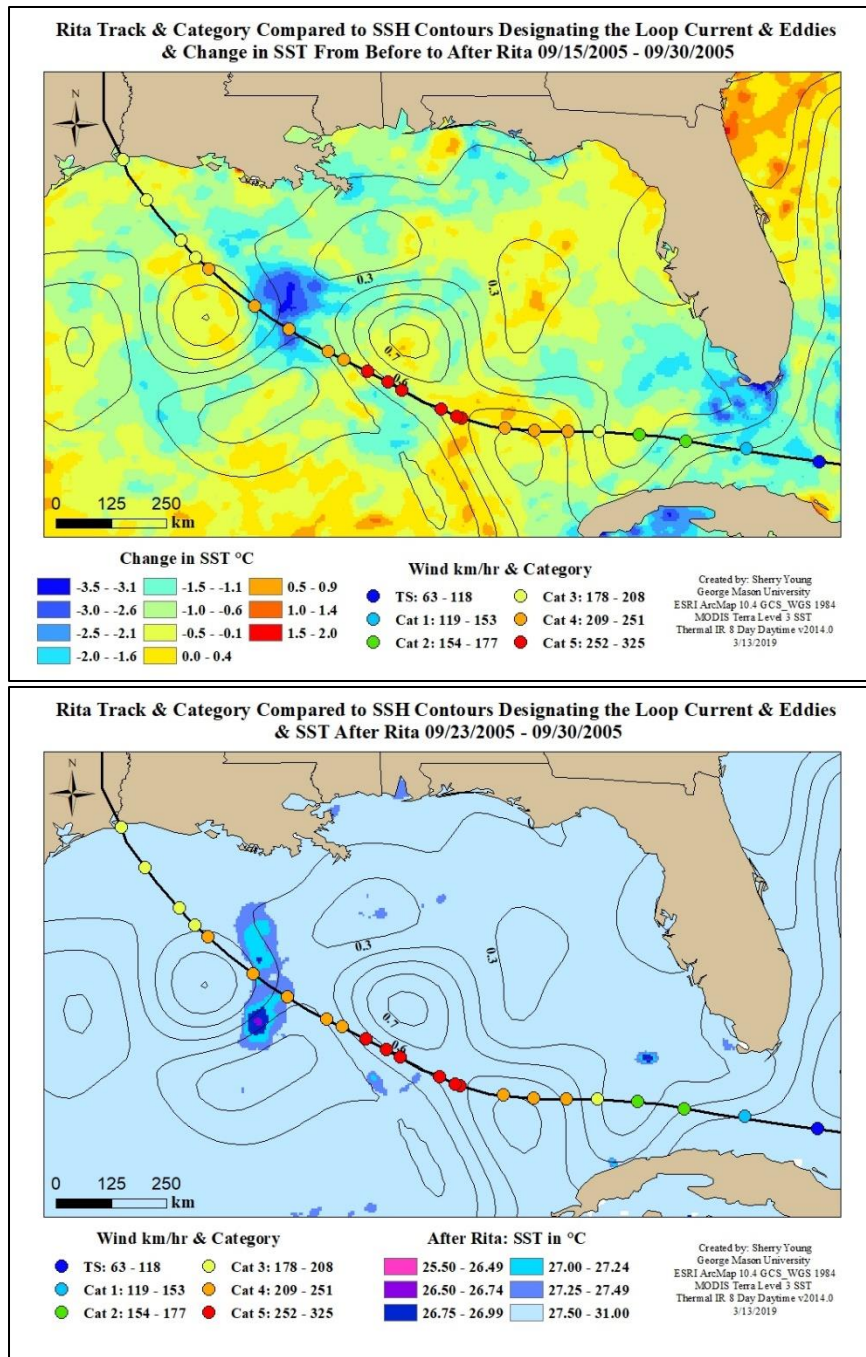 Rita Track & Category Compared to SSH Contours Designating the Loop Current & Eddies
& Change in SST From Before to After Rita 09/15/2005 - 09/30/2005
N
0.3
0.3
0.7
0.6
0 125 250
km
Change in SST °C
-3.5 - -3.1
-3.0 - -2.6
-2.5 - -2.1
-2.0 - -1.6
-1.5 - -1.1
-1.0 - -0.6
-0.5 - -0.1
0.0 - 0.4
0.5 - 0.9
1.0 - 1.4
1.5 - 2.0
Wind km/hr & Category
TS: 63 - 118
Cat 1: 119 - 153
Cat 2: 154 - 177
Cat 3: 178 - 208
Cat 4: 209 - 251
Cat 5: 252 - 325
Created by: Sherry Young
George Mason University
ESRI ArcMap 10.4 GCS_WGS 1984
MODIS Terra Level 3 SST
Thermal IR 8 Day Daytime v2014.0
3/13/2019
Rita Track & Category Compared to SSH Contours Designating the Loop Current & Eddies
& SST After Rita 09/23/2005 - 09/30/2005
N
0.3
0.3
0.7
0.6
0 125 250
km
Wind km/hr & Category
TS: 63 - 118
Cat 1: 119 - 153
Cat 2: 154 - 177
Cat 3: 178 - 208
Cat 4: 209 - 251
Cat 5: 252 - 325
After Rita: SST in °C
25.50 - 26.49
26.50 - 26.74
26.75 - 26.99
27.00 - 27.24
27.25 - 27.49
27.50 - 31.00
Created by: Sherry Young
George Mason University
ESRI ArcMap 10.4 GCS_WGS 1984
MODIS Terra Level 3 SST
Thermal IR 8 Day Daytime v2014.0
3/13/2019